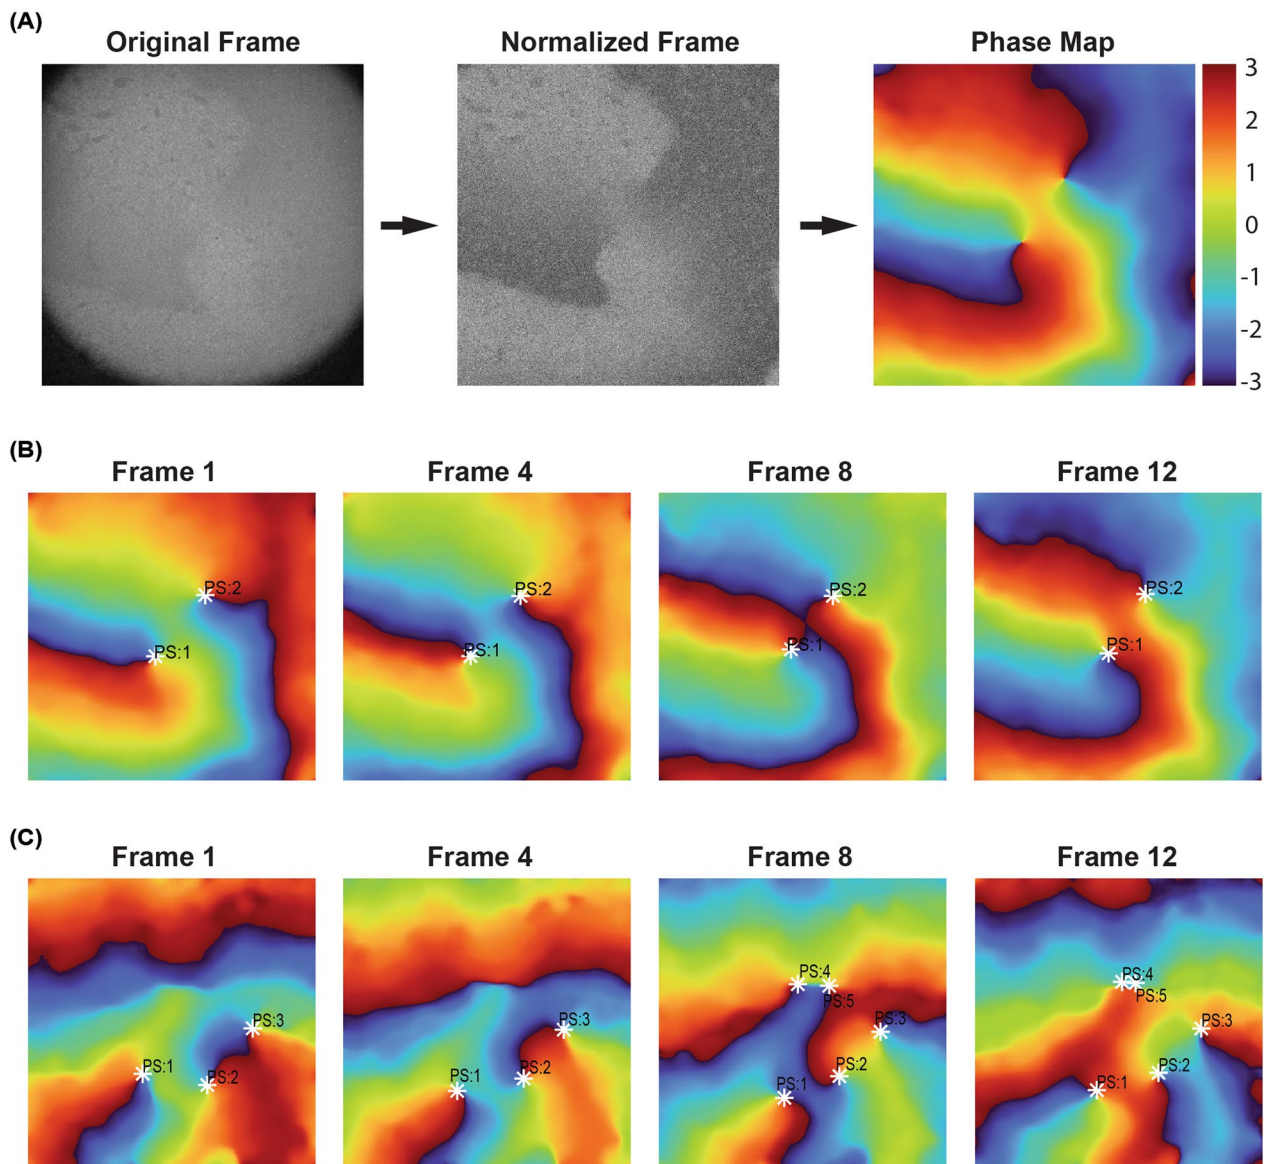 (A)
Original Frame
Normalized Frame
Phase Map
3
2
1
0
-1
-2
-3
(B)
Frame 1
Frame 4
Frame 8
Frame 12
PS:2
PS:1
PS:2
PS:1
PS:2
PS:1
PS:2
PS:1
(C)
Frame 1
Frame 4
Frame 8
Frame 12
PS:3
PS:1
PS:2
PS:3
PS:2
PS:1
PS:4
PS:5
PS:3
PS:2
PS:1
PS:4
PS:5
PS:3
PS:2
PS:1